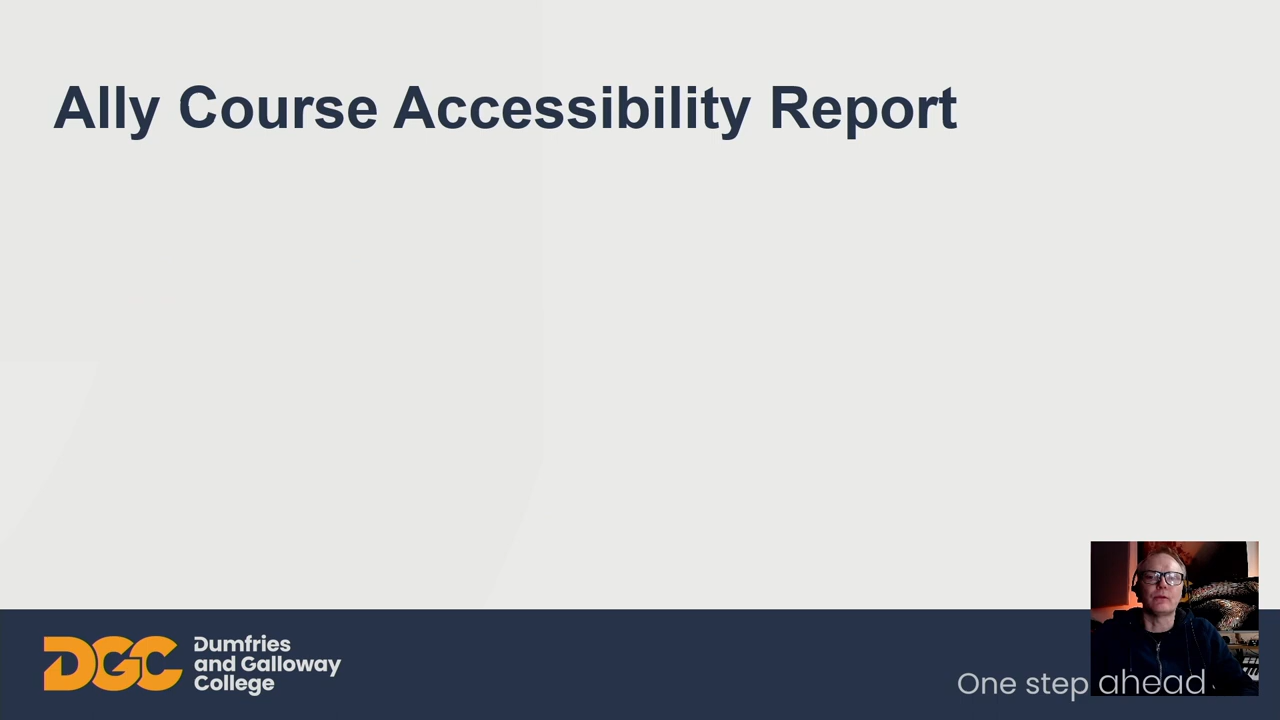 Ally Course Accessibility Report
DGC
Dumfries
and Galloway
College
One step ahead